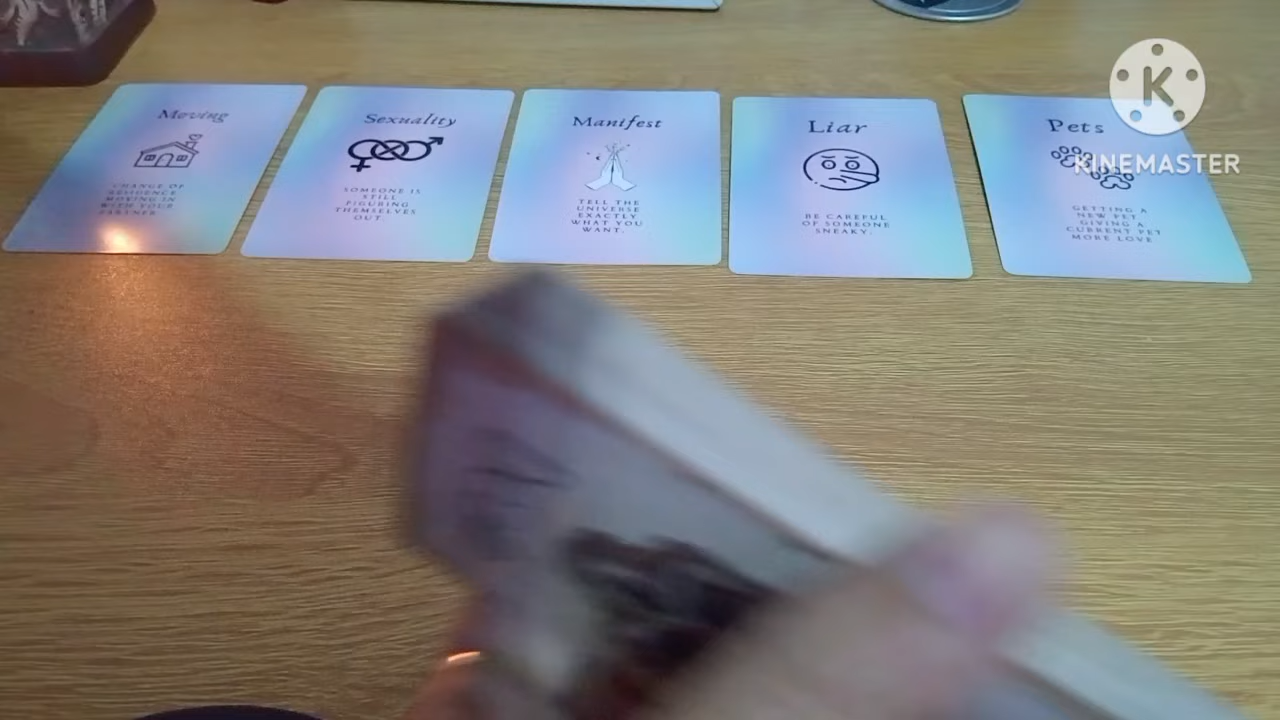 Moving
CHANGE OF
RESIDENCE.
MOVING IN
WITH YOUR
PARTNER.
Sexuality
SOMEONE IS
STILL
FIGURING
THEMSELVES
OUT.
Manifest
TELL THE
UNIVERSE
EXACTLY
WHAT YOU
WANT.
Liar
BE CAREFUL
OF SOMEONE
SNEAKY.
Pets
GETTING A
NEW PET
GIVING A
CURRENT PET
MORE LOVE
K
KINEMASTER